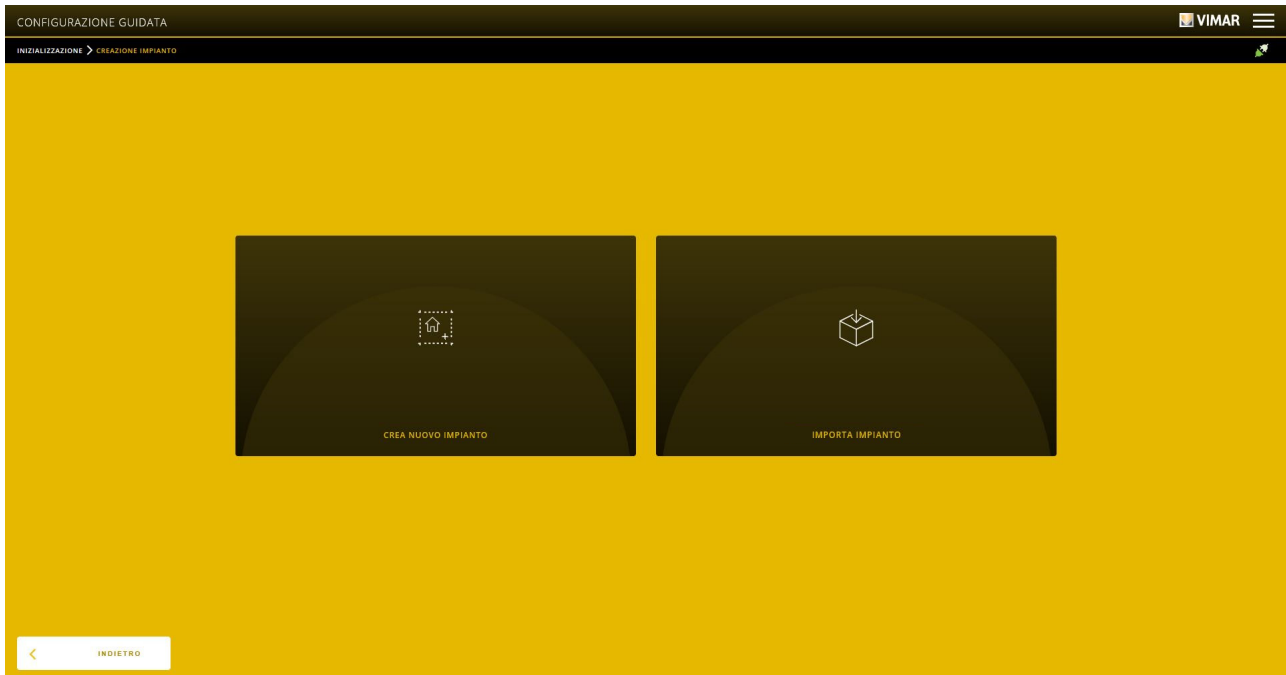 CONFIGURAZIONE GUIDATA
VIMAR
INIZIALIZZAZIONE > CREAZIONE IMPIANTO
CREA NUOVO IMPIANTO
IMPORTA IMPIANTO
INDIETRO